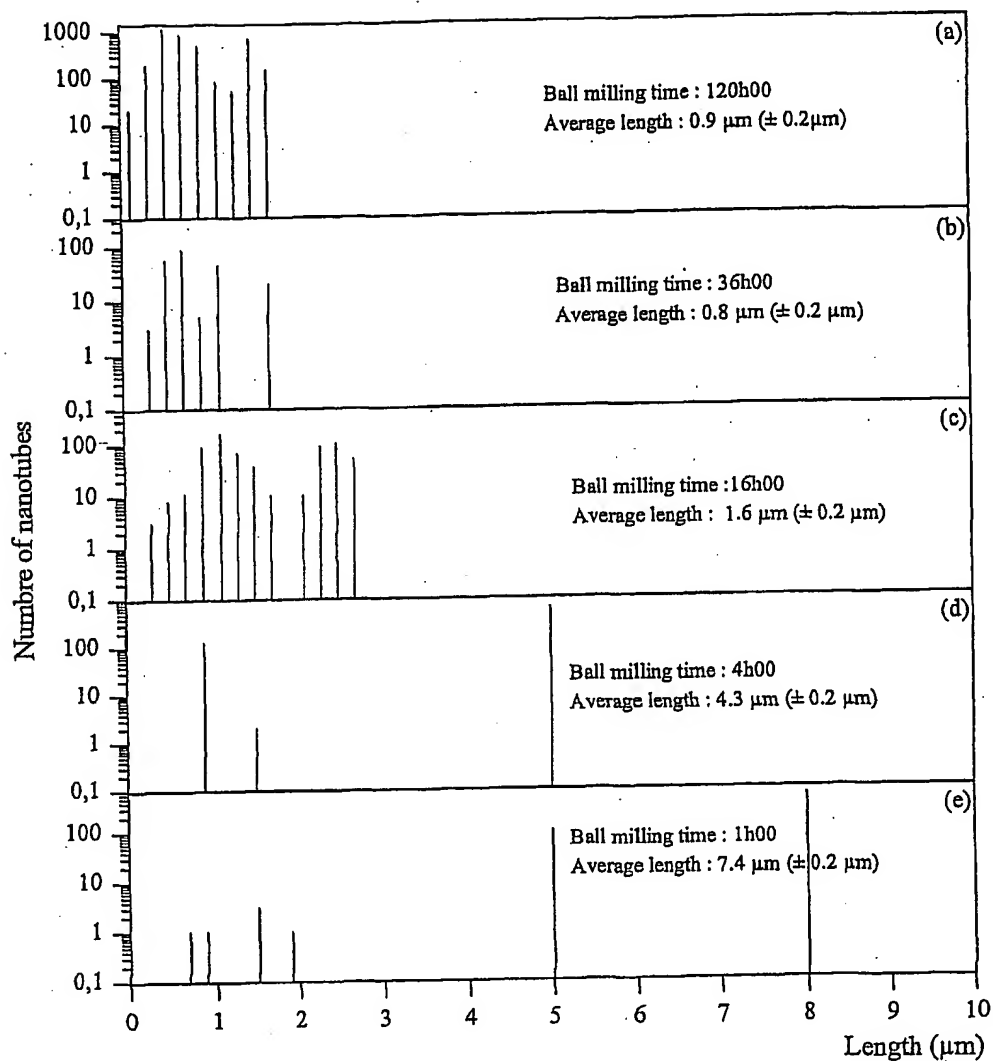 (a)
1000
100
10
1
0,1
Ball milling time : 120h00
Average length : 0.9 µm (± 0.2µm)
(b)
100
10
1
0,1
Ball milling time : 36h00
Average length : 0.8 µm (± 0.2 µm)
(c)
100
10
1
0,1
Ball milling time :16h00
Average length : 1.6 µm (± 0.2 µm)
(d)
100
10
1
0,1
Ball milling time : 4h00
Average length : 4.3 µm (± 0.2 µm)
(e)
100
10
1
0,1
Ball milling time : 1h00
Average length : 7.4 µm (± 0.2 µm)
Numbre of nanotubes
0 1 2 3 4 5 6 7 8 9 10
Length (µm)